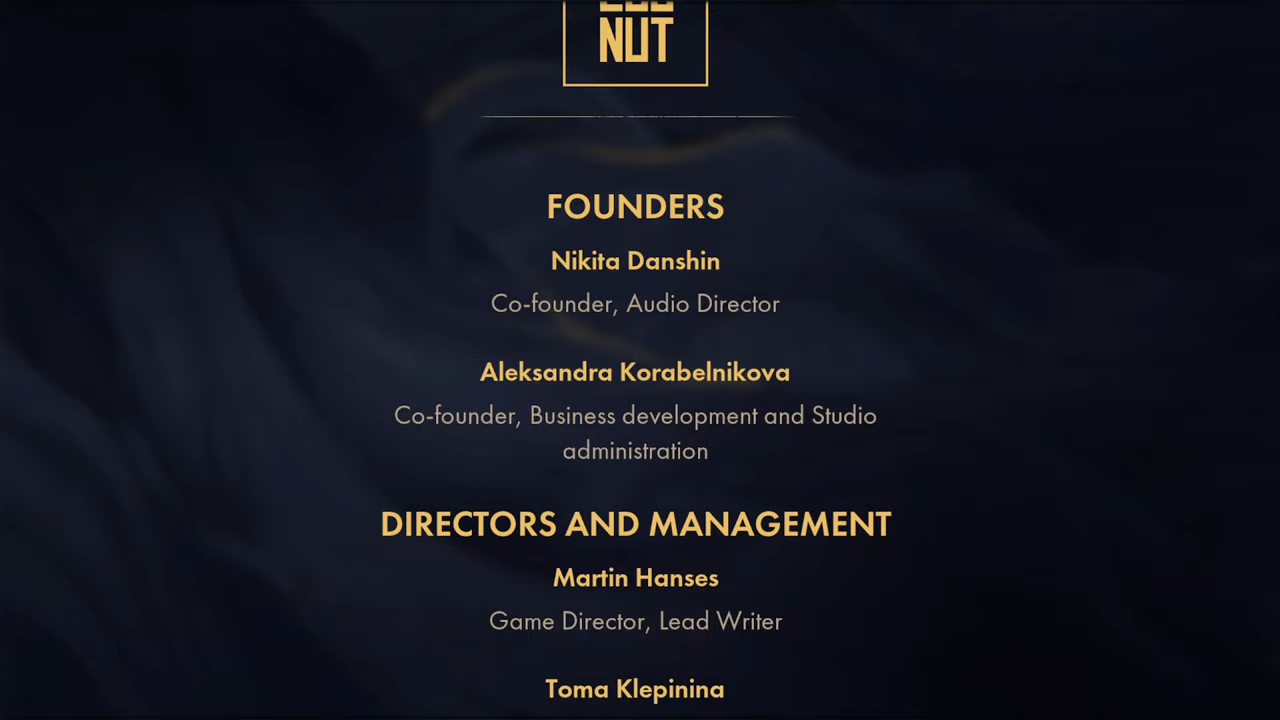 NUT
FOUNDERS
Nikita Danshin
Co-founder, Audio Director
Aleksandra Korabelnikova
Co-founder, Business development and Studio
administration
DIRECTORS AND MANAGEMENT
Martin Hanses
Game Director, Lead Writer
Toma Klepinina